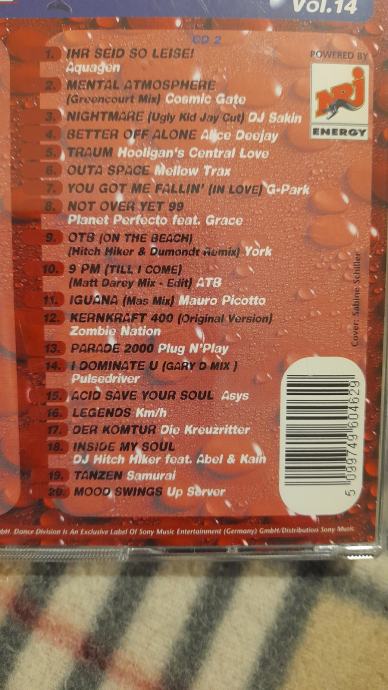 Vol.14
CD 2
POWERED BY
NRJ
ENERGY
1. IHR SEID SO LEISE!
Aquagen
2. MENTAL ATMOSPHERE
(Greencourt Mix) Cosmic Gate
3. NIGHTMARE (Ugly Kid Jay Cut) DJ Sakin
4. BETTER OFF ALONE Alice Deejay
5. TRAUM Hooligan's Central Love
6. OUTA SPACE Mellow Trax
7. YOU GOT ME FALLIN' (IN LOVE) G-Park
8. NOT OVER YET 99
Planet Perfecto feat. Grace
9. OTB (ON THE BEACH)
(Hitch Hiker & Dumondt Remix) York
10. 9 PM (TILL I COME)
(Matt Darey Mix - Edit) ATB
11. IGUANA (Mas Mix) Mauro Picotto
12. KERNKRAFT 400 (Original Version)
Zombie Nation
13. PARADE 2000 Plug N'Play
14. I DOMINATE U (GARY D MIX )
Pulsedriver
15. ACID SAVE YOUR SOUL Asys
16. LEGENDS Km/h
17. DER KOMTUR Die Kreuzritter
18. INSIDE MY SOUL
DJ Hitch Hiker feat. Abel & Kain
19. TANZEN Samurai
20. MOOD SWINGS Up Server
Cover: Sabine Schiller
5 099749 604629
Dance Division Is An Exclusive Label Of Sony Music Entertainment (Germany) GmbH/Distribution Sony Music